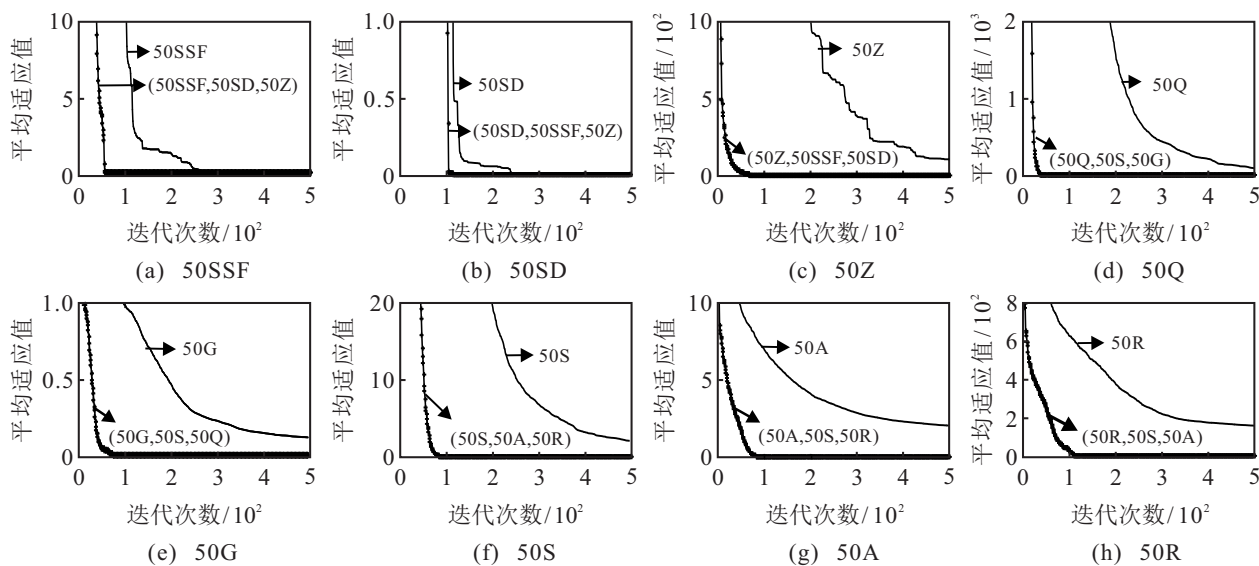 平均适应值
10
5
0
50SSF
(50SSF,50SD,50Z)
0 1 2 3 4 5
迭代次数/10²
(a) 50SSF
平均适应值
1.0
0.5
0
50SD
(50SD,50SSF,50Z)
0 1 2 3 4 5
迭代次数/10²
(b) 50SD
平均适应值/10²
10
5
0
50Z
(50Z,50SSF,50SD)
0 1 2 3 4 5
迭代次数/10²
(c) 50Z
平均适应值/10³
2
1
0
50Q
(50Q,50S,50G)
0 1 2 3 4 5
迭代次数/10²
(d) 50Q
平均适应值
1.0
0.5
0
50G
(50G,50S,50Q)
0 1 2 3 4 5
迭代次数/10²
(e) 50G
平均适应值
20
10
0
50S
(50S,50A,50R)
0 1 2 3 4 5
迭代次数/10²
(f) 50S
平均适应值
10
5
0
50A
(50A,50S,50R)
0 1 2 3 4 5
迭代次数/10²
(g) 50A
平均适应值/10²
8
6
4
2
0
50R
(50R,50S,50A)
0 1 2 3 4 5
迭代次数/10²
(h) 50R